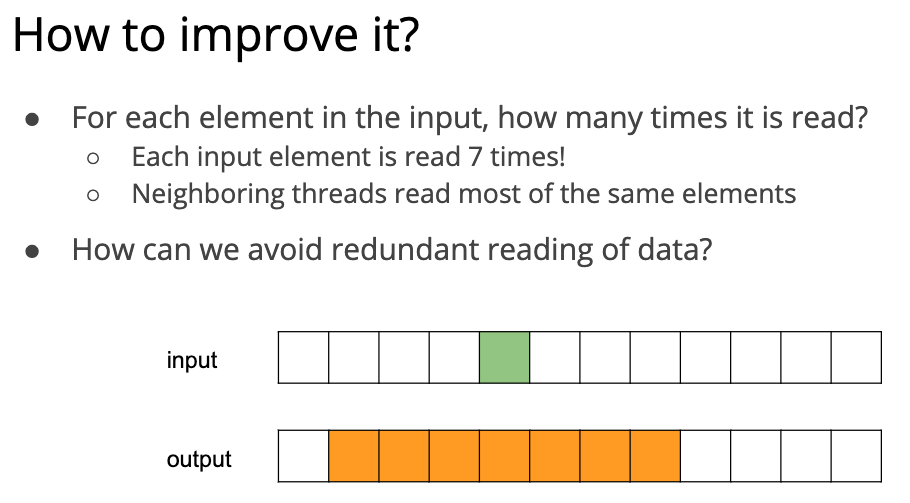 How to improve it?
● For each element in the input, how many times it is read?
○ Each input element is read 7 times!
○ Neighboring threads read most of the same elements
● How can we avoid redundant reading of data?
input
output